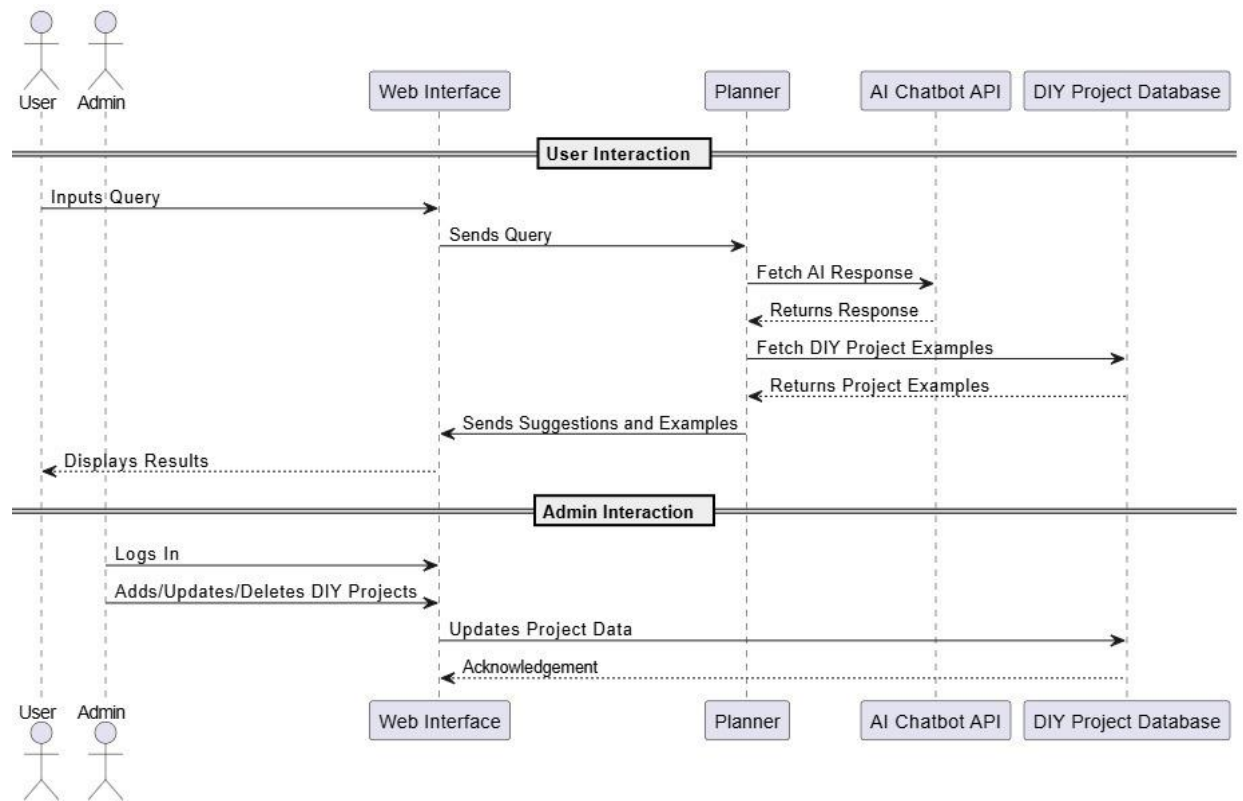 User Admin
Web Interface Planner AI Chatbot API DIY Project Database
User Interaction
Inputs Query
Sends Query
Fetch AI Response
Returns Response
Fetch DIY Project Examples
Returns Project Examples
Sends Suggestions and Examples
Displays Results
Admin Interaction
Logs In
Adds/Updates/Deletes DIY Projects
Updates Project Data
Acknowledgement
User Admin
Web Interface Planner AI Chatbot API DIY Project Database